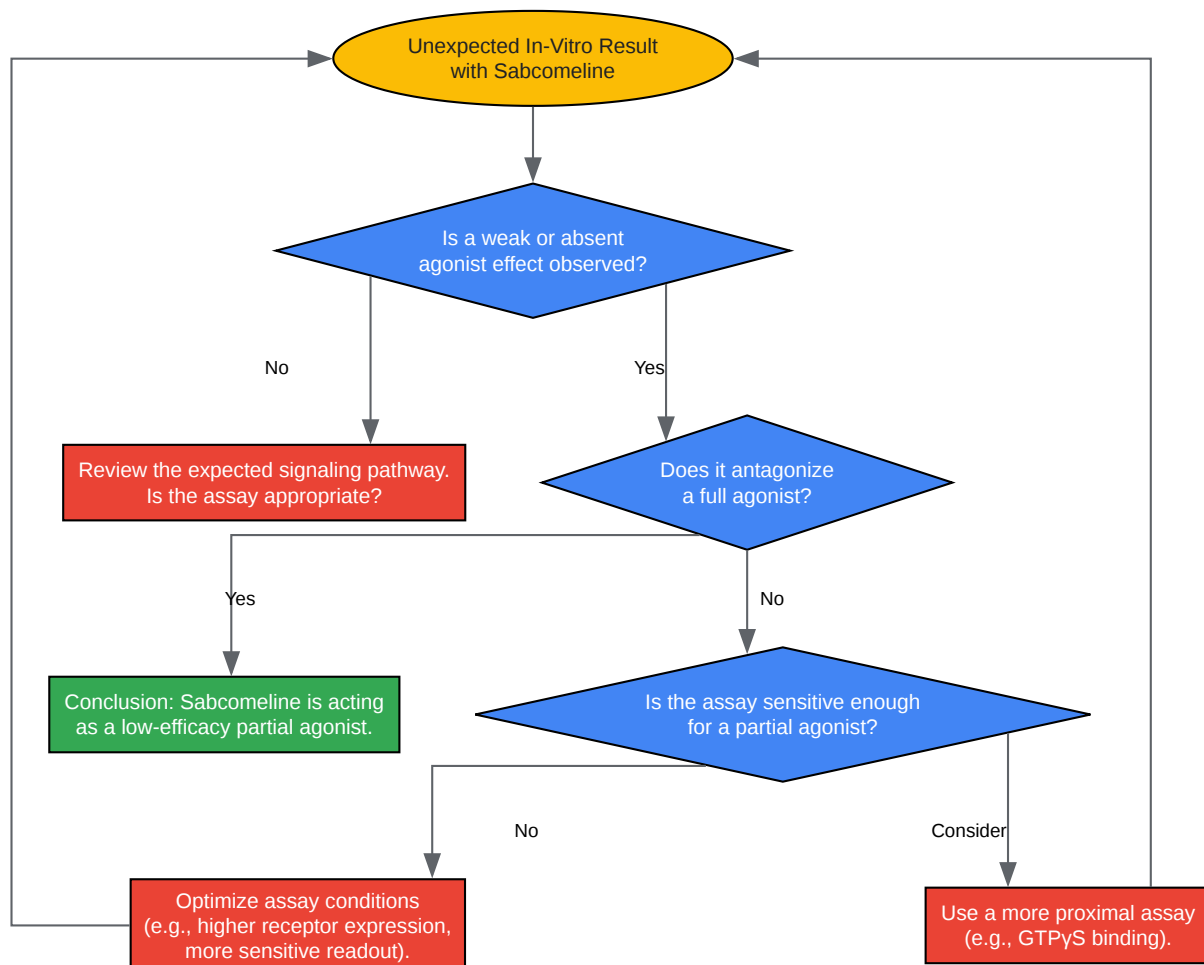 Unexpected In-Vitro Result
with Sabcomeline
Is a weak or absent
agonist effect observed?
No
Yes
Review the expected signaling pathway.
Is the assay appropriate?
Does it antagonize
a full agonist?
Yes
No
Conclusion: Sabcomeline is acting
as a low-efficacy partial agonist.
Is the assay sensitive enough
for a partial agonist?
No
Consider
Optimize assay conditions
(e.g., higher receptor expression,
more sensitive readout).
Use a more proximal assay
(e.g., GTPγS binding).